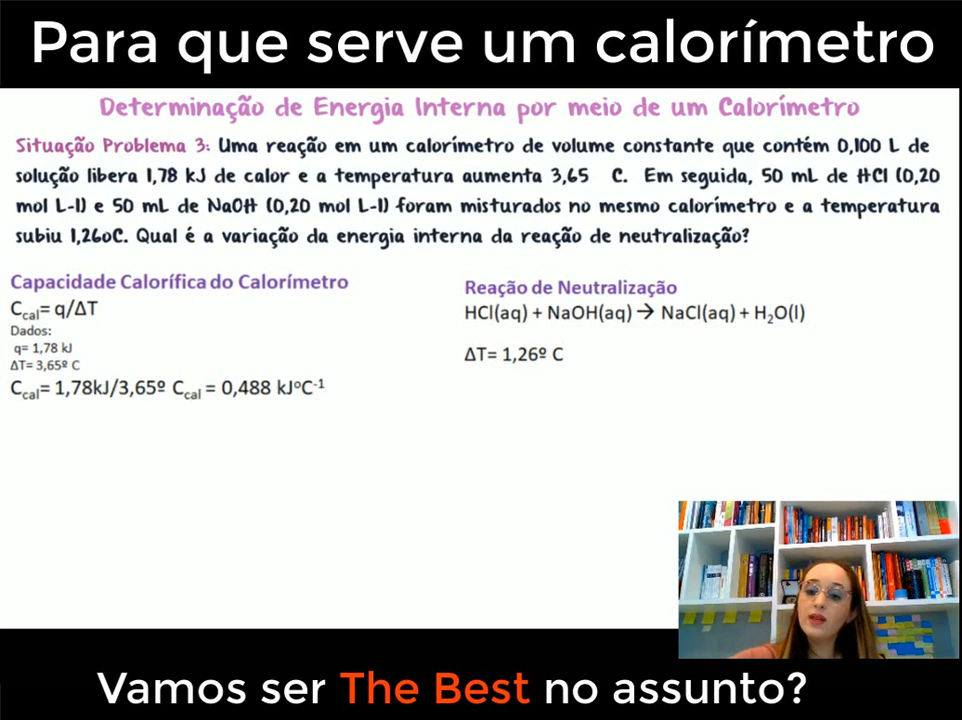 Para que serve um calorímetro
Determinação de Energia Interna por meio de um Calorímetro
Situação Problema 3: Uma reação em um calorímetro de volume constante que contém 0,100 L de
solução libera 1,78 kJ de calor e a temperatura aumenta 3,65 C. Em seguida, 50 mL de HCl (0,20
mol L-1) e 50 mL de NaOH (0,20 mol L-1) foram misturados no mesmo calorímetro e a temperatura
subiu 1,26oC. Qual é a variação da energia interna da reação de neutralização?
Capacidade Calorífica do Calorímetro
Ccal= q/ΔT
Dados:
q= 1,78 kJ
ΔT= 3,65º C
Ccal= 1,78kJ/3,65º Ccal = 0,488 kJºC-1
Reação de Neutralização
HCl(aq) + NaOH(aq) → NaCl(aq) + H2O(l)
ΔT= 1,26º C
Vamos ser The Best no assunto?